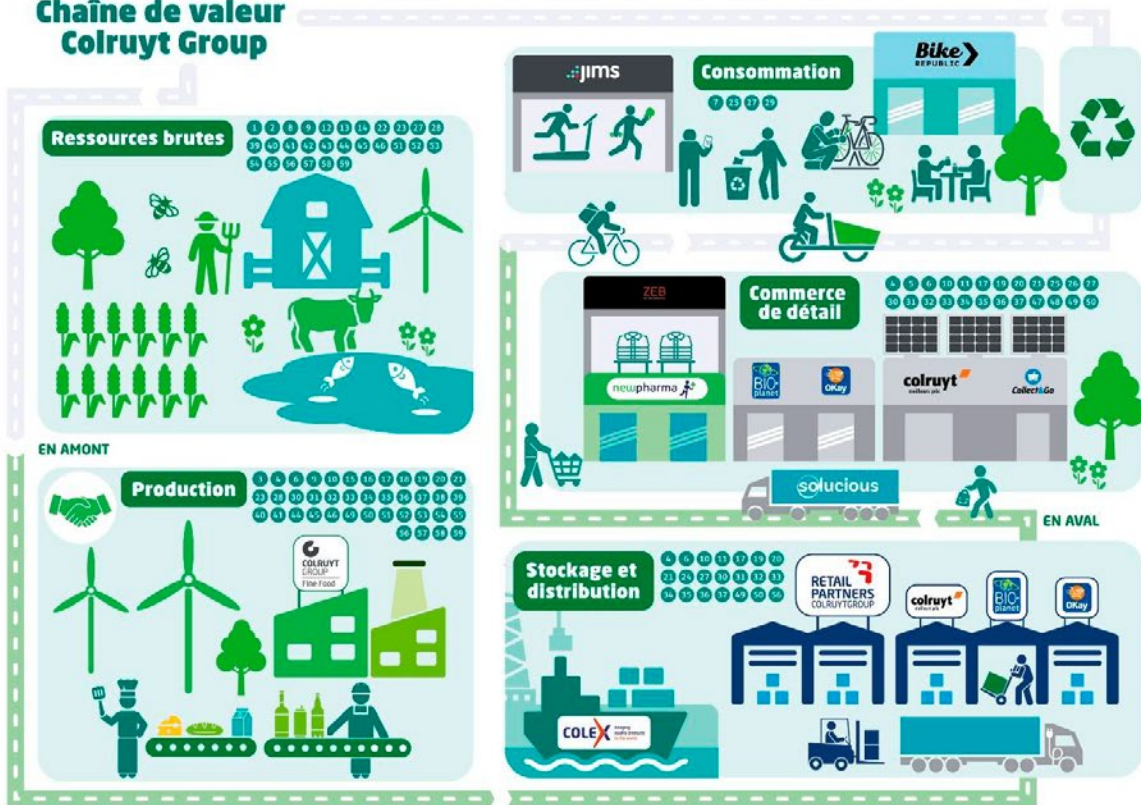 Chaîne de valeur
Colruyt Group
Ressources brutes
1 2 8 9 12 13 14 22 23 27 28
39 40 41 42 43 44 45 46 51 52 53
54 55 56 57 58 59
EN AMONT
Production
3 4 6 9 10 15 16 17 18 19 20 21
23 28 30 31 32 33 34 35 36 37 38 39
40 41 44 45 46 49 50 51 52 53 54 55
56 57 58 59
COLRUYT
GROUP
Fine Food
JIMS
Consommation
7 25 27 29
Bike
REPUBLIC
ZEB
newpharma
Commerce
de détail
4 5 6 10 11 17 19 20 23 25 26 27
30 31 32 33 34 35 36 37 47 48 49 50
BIO
planet
OKay
colruyt
meilleurs prix
Collect&Go
solucious
EN AVAL
Stockage et
distribution
4 6 10 13 17 19 20
21 24 27 30 31 32 33
34 35 36 37 49 50 56
RETAIL
PARTNERS
COLRUYTGROUP
colruyt
meilleurs prix
BIO
planet
OKay
COLEX